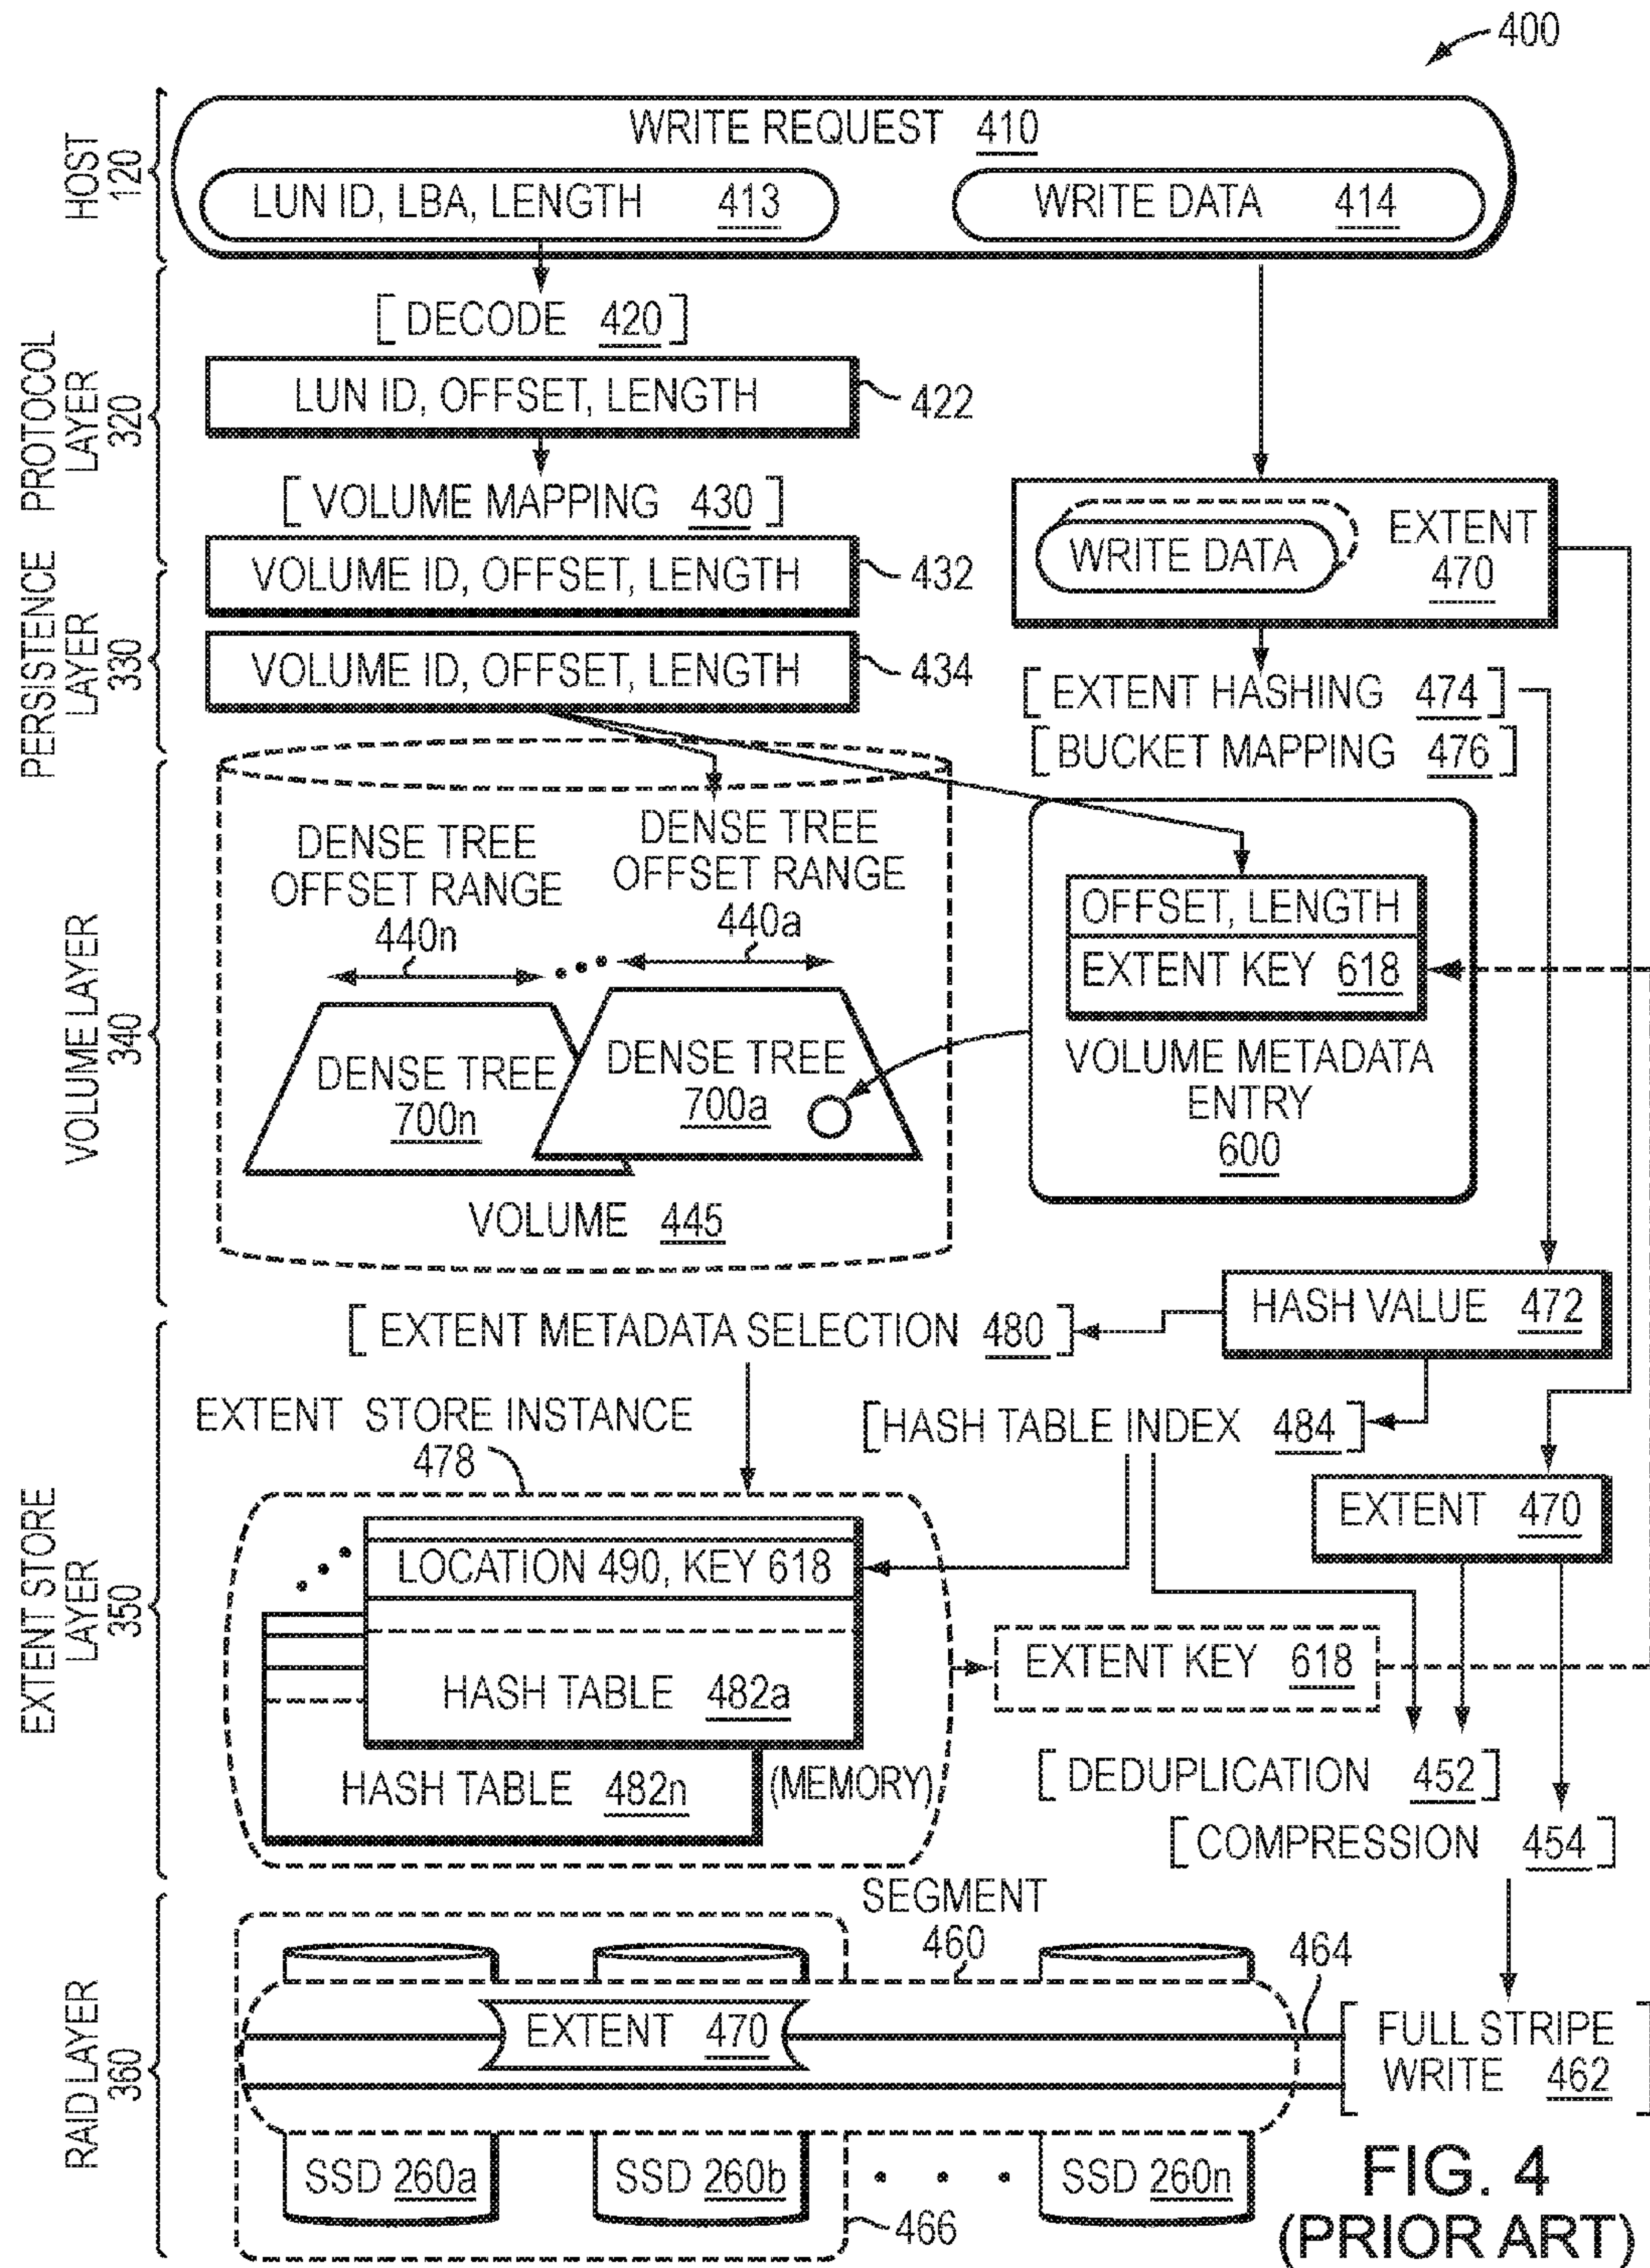 400
HOST
120
WRITE REQUEST 410
LUN ID, LBA, LENGTH 413
WRITE DATA 414
PROTOCOL
LAYER
320
[DECODE 420]
LUN ID, OFFSET, LENGTH
422
[VOLUME MAPPING 430]
VOLUME ID, OFFSET, LENGTH
432
WRITE DATA
EXTENT
470
PERSISTENCE
LAYER
330
VOLUME ID, OFFSET, LENGTH
434
[EXTENT HASHING 474]
[BUCKET MAPPING 476]
VOLUME LAYER
340
DENSE TREE
OFFSET RANGE
440n
DENSE TREE
OFFSET RANGE
440a
DENSE TREE
700n
DENSE TREE
700a
VOLUME 445
OFFSET, LENGTH
EXTENT KEY 618
VOLUME METADATA
ENTRY
600
HASH VALUE 472
EXTENT STORE
LAYER
350
[EXTENT METADATA SELECTION 480]
EXTENT STORE INSTANCE
478
[HASH TABLE INDEX 484]
EXTENT 470
LOCATION 490, KEY 618
HASH TABLE 482a
HASH TABLE 482n
(MEMORY)
EXTENT KEY 618
[DEDUPLICATION 452]
[COMPRESSION 454]
RAID LAYER
360
SEGMENT
460
464
EXTENT 470
[FULL STRIPE
WRITE 462]
SSD 260a
SSD 260b
. . .
SSD 260n
466
FIG. 4
(PRIOR ART)